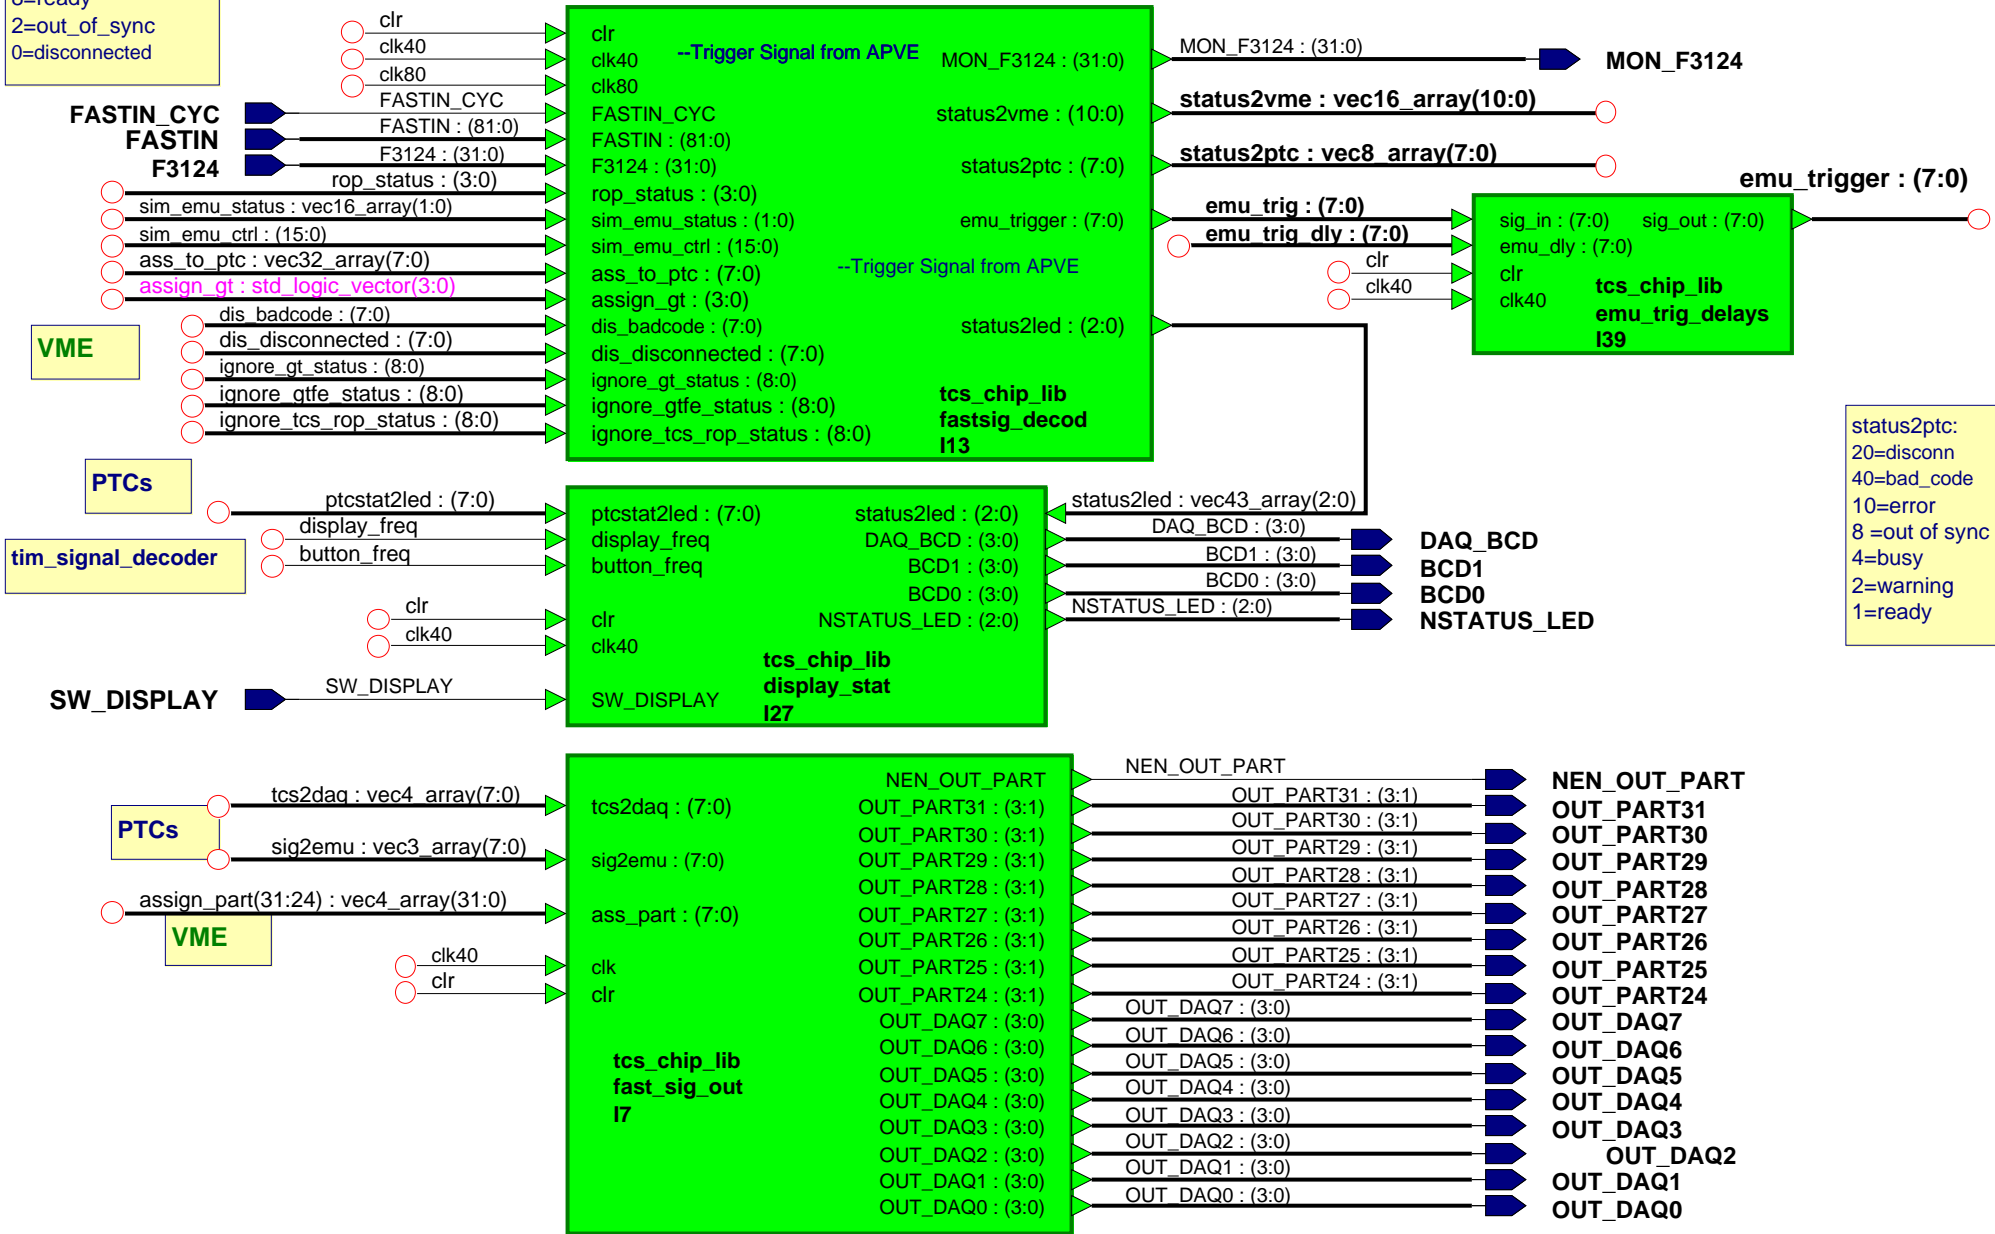 8=ready
2=out_of_sync
0=disconnected
clr
clk40
clk80
FASTIN_CYC
FASTIN_CYC
FASTIN
FASTIN : (81:0)
F3124
F3124 : (31:0)
rop_status : (3:0)
sim_emu_status : vec16_array(1:0)
sim_emu_ctrl : (15:0)
ass_to_ptc : vec32_array(7:0)
assign_gt : std_logic_vector(3:0)
dis_badcode : (7:0)
VME
dis_disconnected : (7:0)
ignore_gt_status : (8:0)
ignore_gtfe_status : (8:0)
ignore_tcs_rop_status : (8:0)
clr
clk40
--Trigger Signal from APVE
MON_F3124 : (31:0)
clk80
FASTIN_CYC
status2vme : (10:0)
FASTIN : (81:0)
F3124 : (31:0)
status2ptc : (7:0)
rop_status : (3:0)
sim_emu_status : (1:0)
emu_trigger : (7:0)
sim_emu_ctrl : (15:0)
ass_to_ptc : (7:0)
--Trigger Signal from APVE
assign_gt : (3:0)
dis_badcode : (7:0)
status2led : (2:0)
dis_disconnected : (7:0)
ignore_gt_status : (8:0)
ignore_gtfe_status : (8:0)
ignore_tcs_rop_status : (8:0)
tcs_chip_lib
fastsig_decod
I13
MON_F3124 : (31:0)
MON_F3124
status2vme : vec16_array(10:0)
status2ptc : vec8_array(7:0)
emu_trigger : (7:0)
emu_trig : (7:0)
emu_trig_dly : (7:0)
clr
clk40
sig_in : (7:0)
sig_out : (7:0)
emu_dly : (7:0)
clr
clk40
tcs_chip_lib
emu_trig_delays
I39
status2ptc:
20=disconn
40=bad_code
10=error
8 =out of sync
4=busy
2=warning
1=ready
PTCs
ptcstat2led : (7:0)
display_freq
tim_signal_decoder
button_freq
clr
clk40
SW_DISPLAY
SW_DISPLAY
ptcstat2led : (7:0)
status2led : (2:0)
display_freq
DAQ_BCD : (3:0)
button_freq
BCD1 : (3:0)
BCD0 : (3:0)
clr
NSTATUS_LED : (2:0)
clk40
tcs_chip_lib
display_stat
I27
SW_DISPLAY
status2led : vec43_array(2:0)
DAQ_BCD : (3:0)
DAQ_BCD
BCD1 : (3:0)
BCD1
BCD0 : (3:0)
BCD0
NSTATUS_LED : (2:0)
NSTATUS_LED
tcs2daq : vec4_array(7:0)
PTCs
sig2emu : vec3_array(7:0)
assign_part(31:24) : vec4_array(31:0)
VME
clk40
clr
tcs2daq : (7:0)
sig2emu : (7:0)
ass_part : (7:0)
clk
clr
tcs_chip_lib
fast_sig_out
I7
NEN_OUT_PART
OUT_PART31 : (3:1)
OUT_PART30 : (3:1)
OUT_PART29 : (3:1)
OUT_PART28 : (3:1)
OUT_PART27 : (3:1)
OUT_PART26 : (3:1)
OUT_PART25 : (3:1)
OUT_PART24 : (3:1)
OUT_DAQ7 : (3:0)
OUT_DAQ6 : (3:0)
OUT_DAQ5 : (3:0)
OUT_DAQ4 : (3:0)
OUT_DAQ3 : (3:0)
OUT_DAQ2 : (3:0)
OUT_DAQ1 : (3:0)
OUT_DAQ0 : (3:0)
NEN_OUT_PART
OUT_PART31 : (3:1)
OUT_PART30 : (3:1)
OUT_PART29 : (3:1)
OUT_PART28 : (3:1)
OUT_PART27 : (3:1)
OUT_PART26 : (3:1)
OUT_PART25 : (3:1)
OUT_PART24 : (3:1)
OUT_DAQ7 : (3:0)
OUT_DAQ6 : (3:0)
OUT_DAQ5 : (3:0)
OUT_DAQ4 : (3:0)
OUT_DAQ3 : (3:0)
OUT_DAQ2 : (3:0)
OUT_DAQ1 : (3:0)
OUT_DAQ0 : (3:0)
NEN_OUT_PART
OUT_PART31
OUT_PART30
OUT_PART29
OUT_PART28
OUT_PART27
OUT_PART26
OUT_PART25
OUT_PART24
OUT_DAQ7
OUT_DAQ6
OUT_DAQ5
OUT_DAQ4
OUT_DAQ3
OUT_DAQ2
OUT_DAQ1
OUT_DAQ0